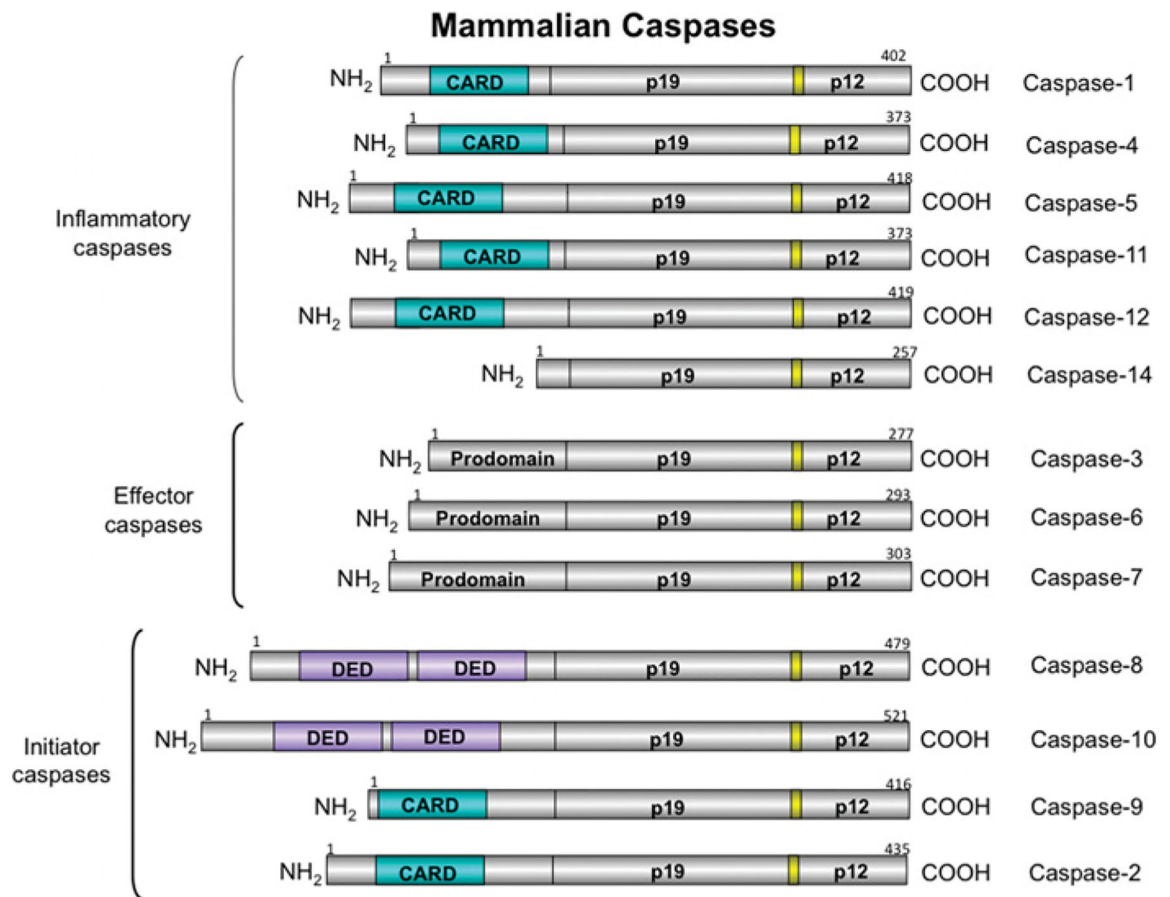 Mammalian Caspases
1 402
NH2 CARD p19 p12 COOH Caspase-1
1 373
NH2 CARD p19 p12 COOH Caspase-4
1 418
NH2 CARD p19 p12 COOH Caspase-5
Inflammatory
caspases
1 373
NH2 CARD p19 p12 COOH Caspase-11
1 419
NH2 CARD p19 p12 COOH Caspase-12
1 257
NH2 p19 p12 COOH Caspase-14
1 277
NH2 Prodomain p19 p12 COOH Caspase-3
Effector
caspases
1 293
NH2 Prodomain p19 p12 COOH Caspase-6
1 303
NH2 Prodomain p19 p12 COOH Caspase-7
1 479
NH2 DED DED p19 p12 COOH Caspase-8
1 521
NH2 DED DED p19 p12 COOH Caspase-10
Initiator
caspases
1 416
NH2 CARD p19 p12 COOH Caspase-9
1 435
NH2 CARD p19 p12 COOH Caspase-2